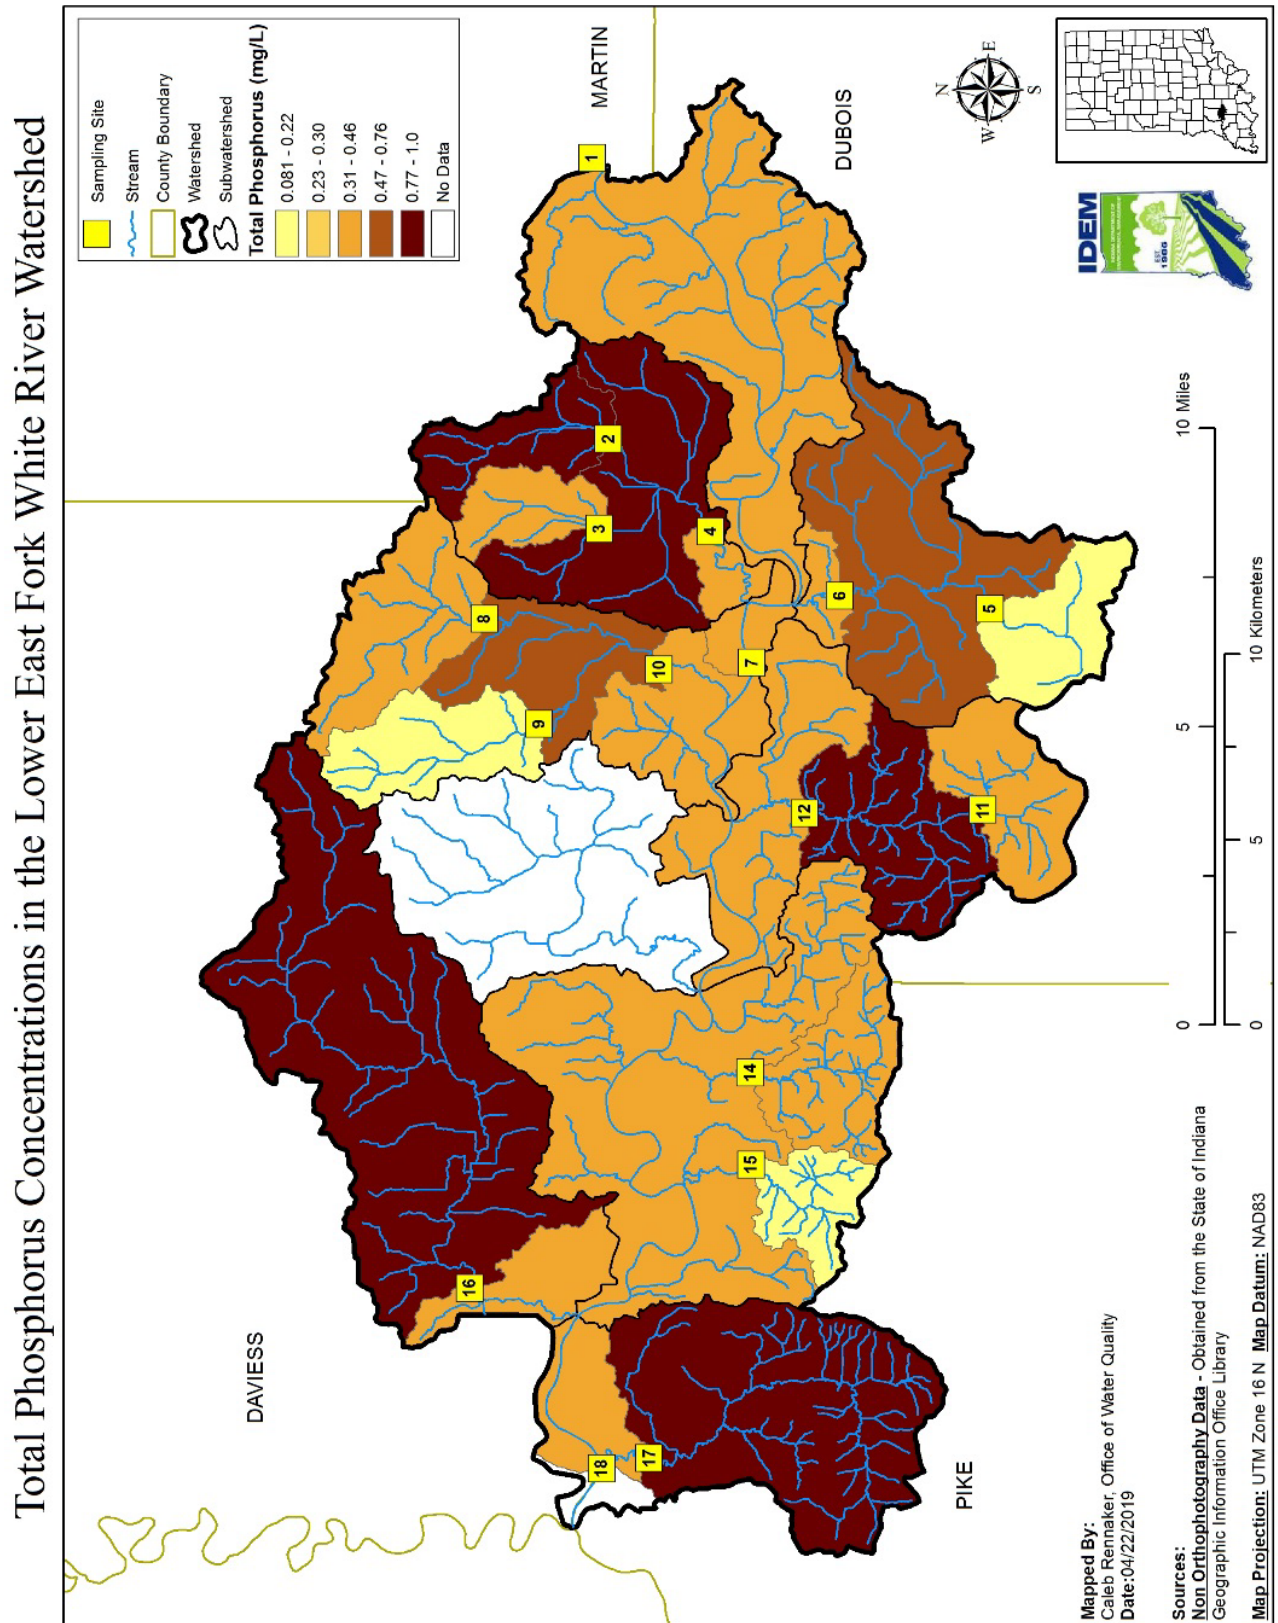 Total Phosphorus Concentrations in the Lower East Fork White River Watershed
Sampling Site
Stream
County Boundary
Watershed
Subwatershed
Total Phosphorus (mg/L)
0.081 - 0.22
0.23 - 0.30
0.31 - 0.46
0.47 - 0.76
0.77 - 1.0
No Data
DAVIESS
MARTIN
DUBOIS
PIKE
1
2
3
4
5
6
7
8
9
10
11
12
14
15
16
17
18
N
E
S
W
IDEM
EST
1986
0
5
10 Miles
0
5
10 Kilometers
Mapped By:
Caleb Rennaker, Office of Water Quality
Date:04/22/2019
Sources:
Non Orthophotography Data - Obtained from the State of Indiana
Geographic Information Office Library
Map Projection: UTM Zone 16 N Map Datum: NAD83